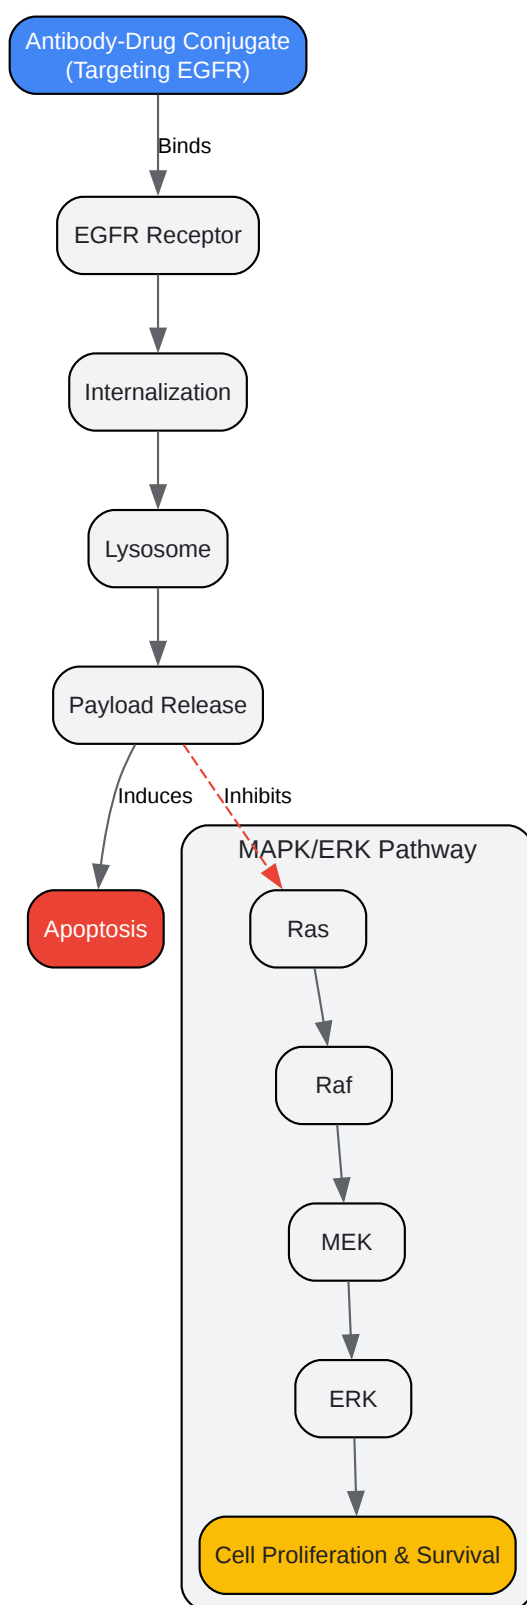 Antibody-Drug Conjugate
(Targeting EGFR)
Binds
EGFR Receptor
Internalization
Lysosome
Payload Release
Induces
Inhibits
MAPK/ERK Pathway
Apoptosis
Ras
Raf
MEK
ERK
Cell Proliferation & Survival